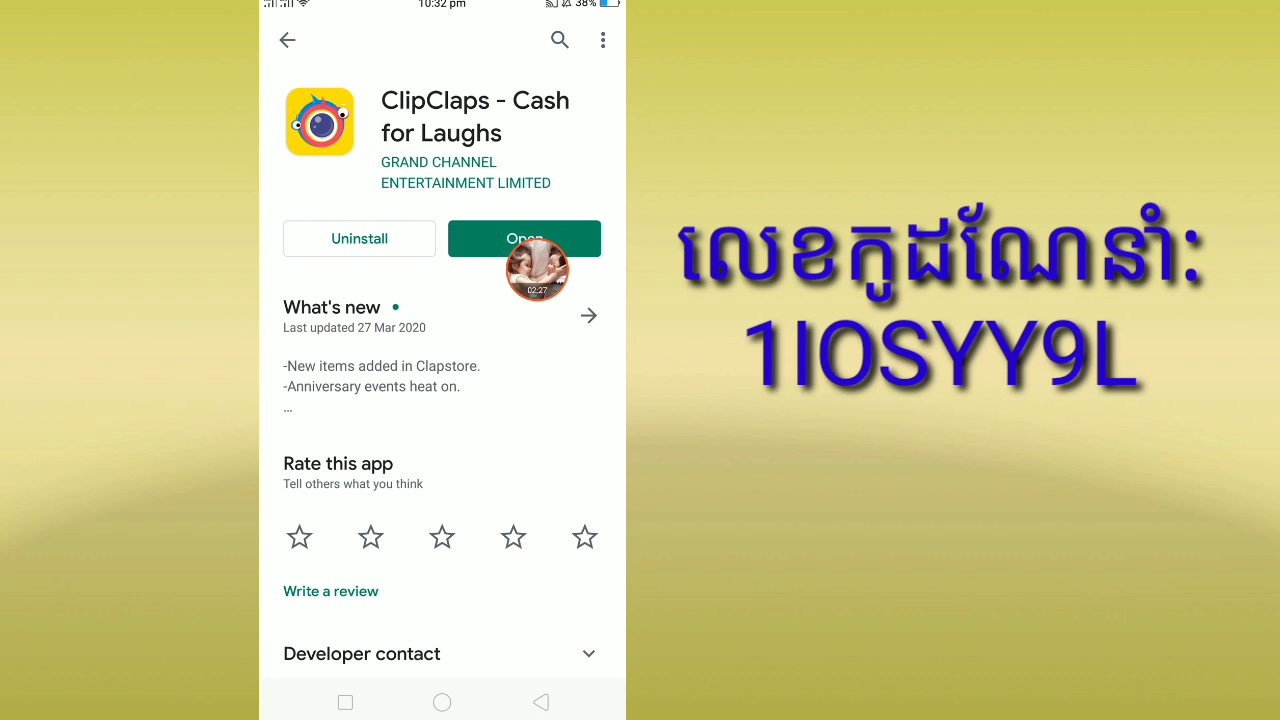 10:32 pm
38%
ClipClaps - Cash
for Laughs
GRAND CHANNEL
ENTERTAINMENT LIMITED
Uninstall
Open
02:27
What's new
Last updated 27 Mar 2020
-New items added in Clapstore.
-Anniversary events heat on.
...
Rate this app
Tell others what you think
Write a review
Developer contact
លេខកូដណែនាំ:
1IOSYY9L